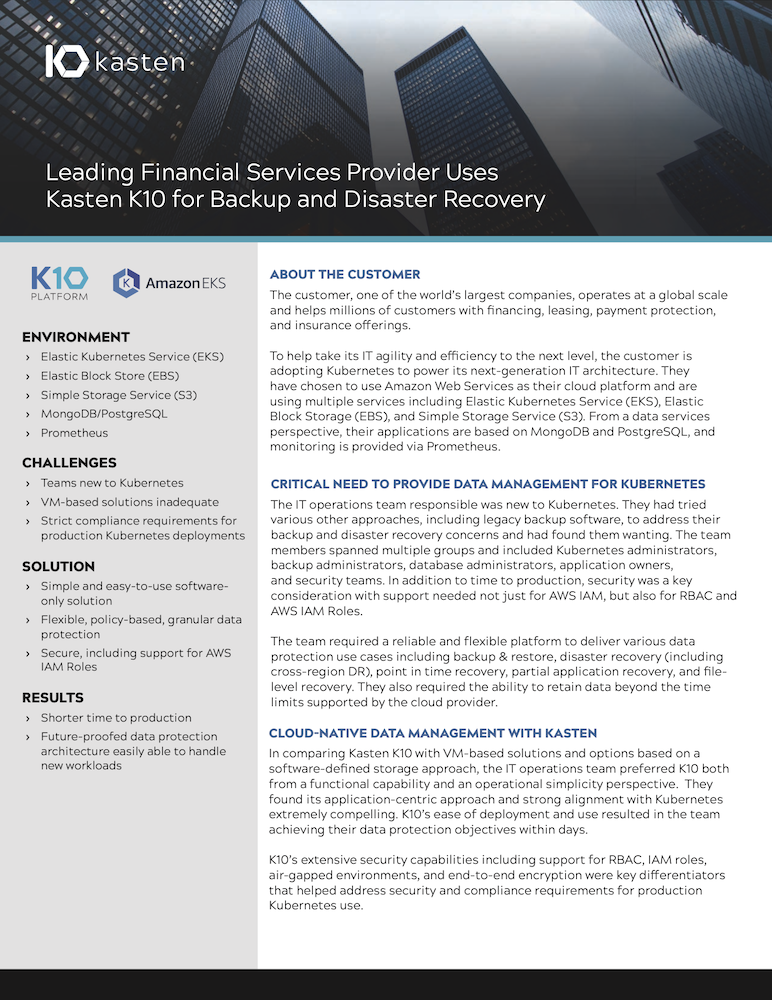 kasten
Leading Financial Services Provider Uses
Kasten K10 for Backup and Disaster Recovery
K10
PLATFORM
K
Amazon EKS
ENVIRONMENT
› Elastic Kubernetes Service (EKS)
› Elastic Block Store (EBS)
› Simple Storage Service (S3)
› MongoDB/PostgreSQL
› Prometheus
CHALLENGES
› Teams new to Kubernetes
› VM-based solutions inadequate
› Strict compliance requirements for
production Kubernetes deployments
SOLUTION
› Simple and easy-to-use software-
only solution
› Flexible, policy-based, granular data
protection
› Secure, including support for AWS
IAM Roles
RESULTS
› Shorter time to production
› Future-proofed data protection
architecture easily able to handle
new workloads
ABOUT THE CUSTOMER
The customer, one of the world's largest companies, operates at a global scale
and helps millions of customers with financing, leasing, payment protection,
and insurance offerings.
To help take its IT agility and efficiency to the next level, the customer is
adopting Kubernetes to power its next-generation IT architecture. They
have chosen to use Amazon Web Services as their cloud platform and are
using multiple services including Elastic Kubernetes Service (EKS), Elastic
Block Storage (EBS), and Simple Storage Service (S3). From a data services
perspective, their applications are based on MongoDB and PostgreSQL, and
monitoring is provided via Prometheus.
CRITICAL NEED TO PROVIDE DATA MANAGEMENT FOR KUBERNETES
The IT operations team responsible was new to Kubernetes. They had tried
various other approaches, including legacy backup software, to address their
backup and disaster recovery concerns and had found them wanting. The team
members spanned multiple groups and included Kubernetes administrators,
backup administrators, database administrators, application owners,
and security teams. In addition to time to production, security was a key
consideration with support needed not just for AWS IAM, but also for RBAC and
AWS IAM Roles.
The team required a reliable and flexible platform to deliver various data
protection use cases including backup & restore, disaster recovery (including
cross-region DR), point in time recovery, partial application recovery, and file-
level recovery. They also required the ability to retain data beyond the time
limits supported by the cloud provider.
CLOUD-NATIVE DATA MANAGEMENT WITH KASTEN
In comparing Kasten K10 with VM-based solutions and options based on a
software-defined storage approach, the IT operations team preferred K10 both
from a functional capability and an operational simplicity perspective. They
found its application-centric approach and strong alignment with Kubernetes
extremely compelling. K10's ease of deployment and use resulted in the team
achieving their data protection objectives within days.
K10's extensive security capabilities including support for RBAC, IAM roles,
air-gapped environments, and end-to-end encryption were key differentiators
that helped address security and compliance requirements for production
Kubernetes use.